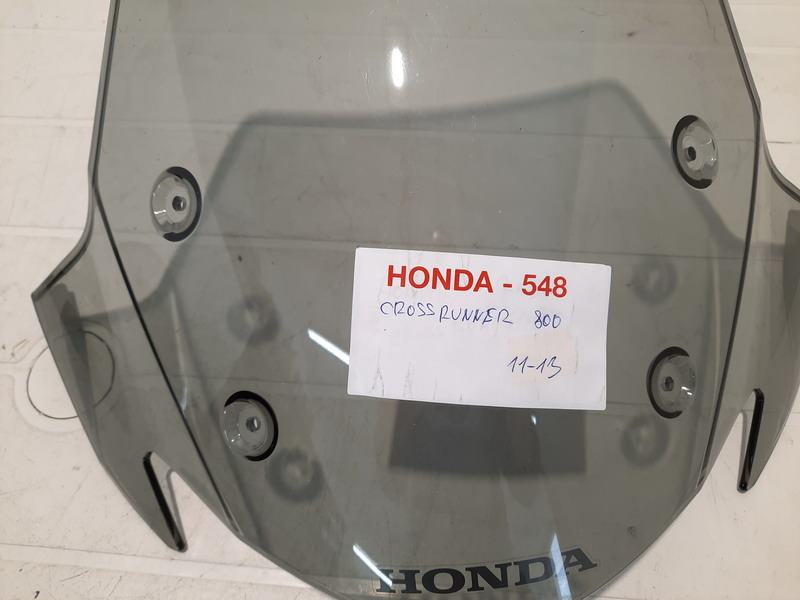 HONDA - 548
CROSSRUNNER 800
11-13
HONDA